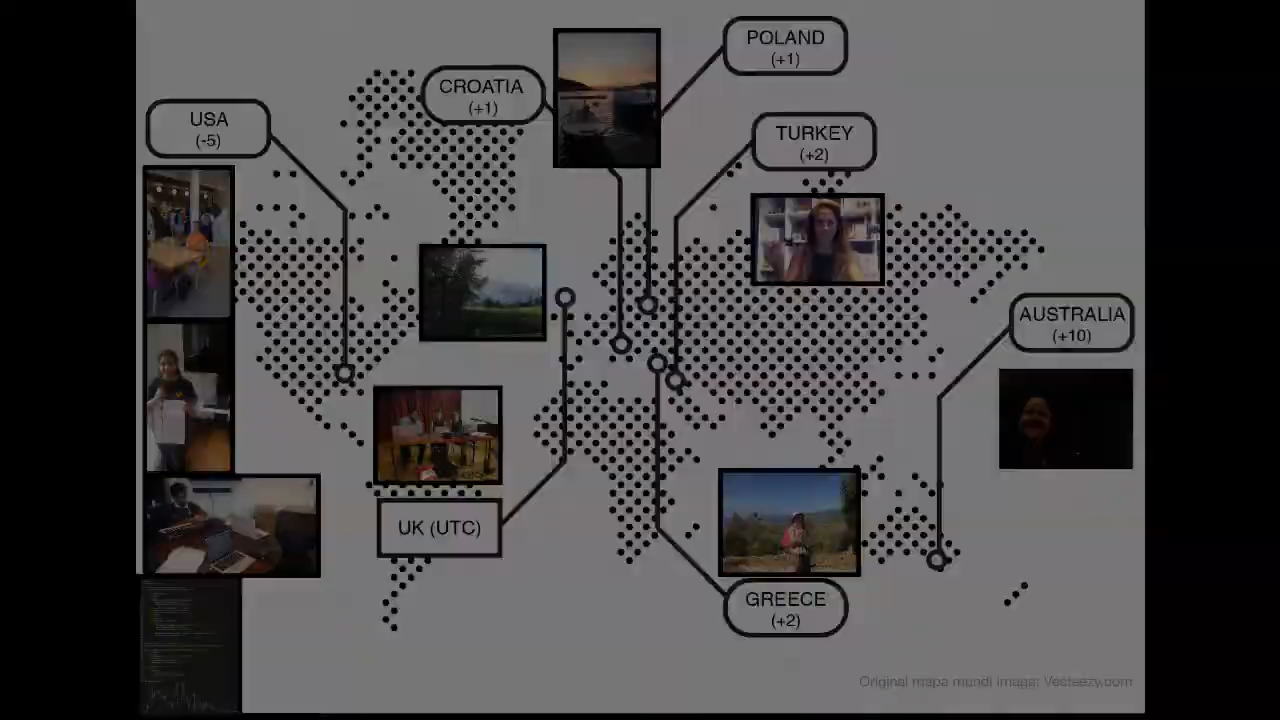 POLAND
(+1)
CROATIA
(+1)
USA
(-5)
TURKEY
(+2)
AUSTRALIA
(+10)
UK (UTC)
GREECE
(+2)
Original mapa mundi image: Vecteezy.com